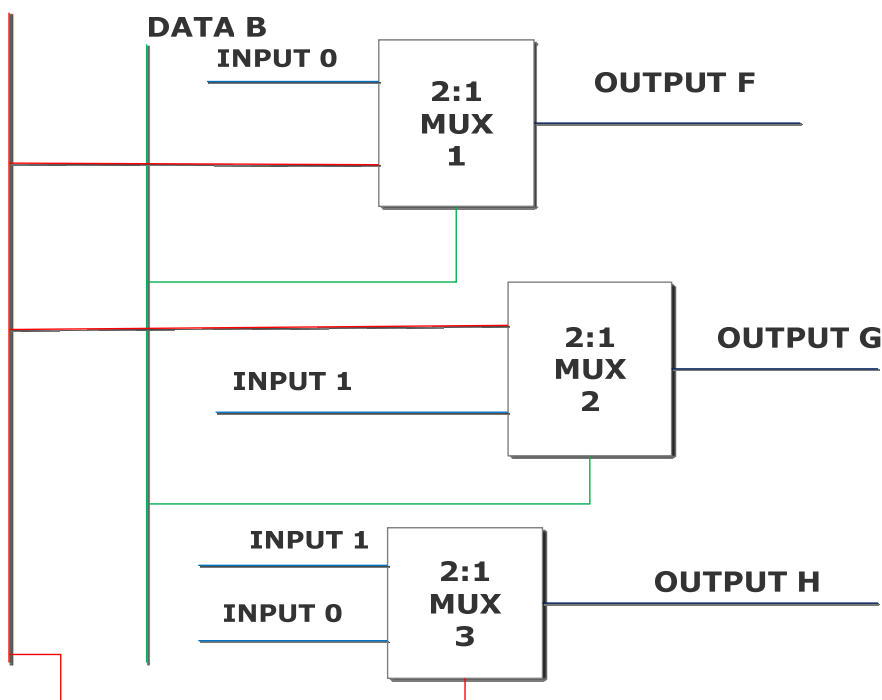 DATA B
INPUT 0
2:1
MUX
1
OUTPUT F
2:1
MUX
2
OUTPUT G
INPUT 1
INPUT 1
INPUT 0
2:1
MUX
3
OUTPUT H